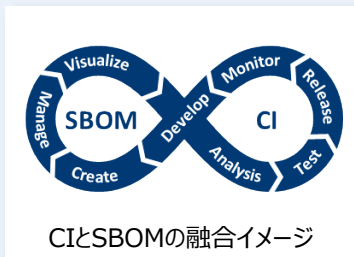 Visualize
Manage
SBOM
Create
Develop
Monitor
Release
CI
Test
Analysis
CIとSBOMの融合イメージ